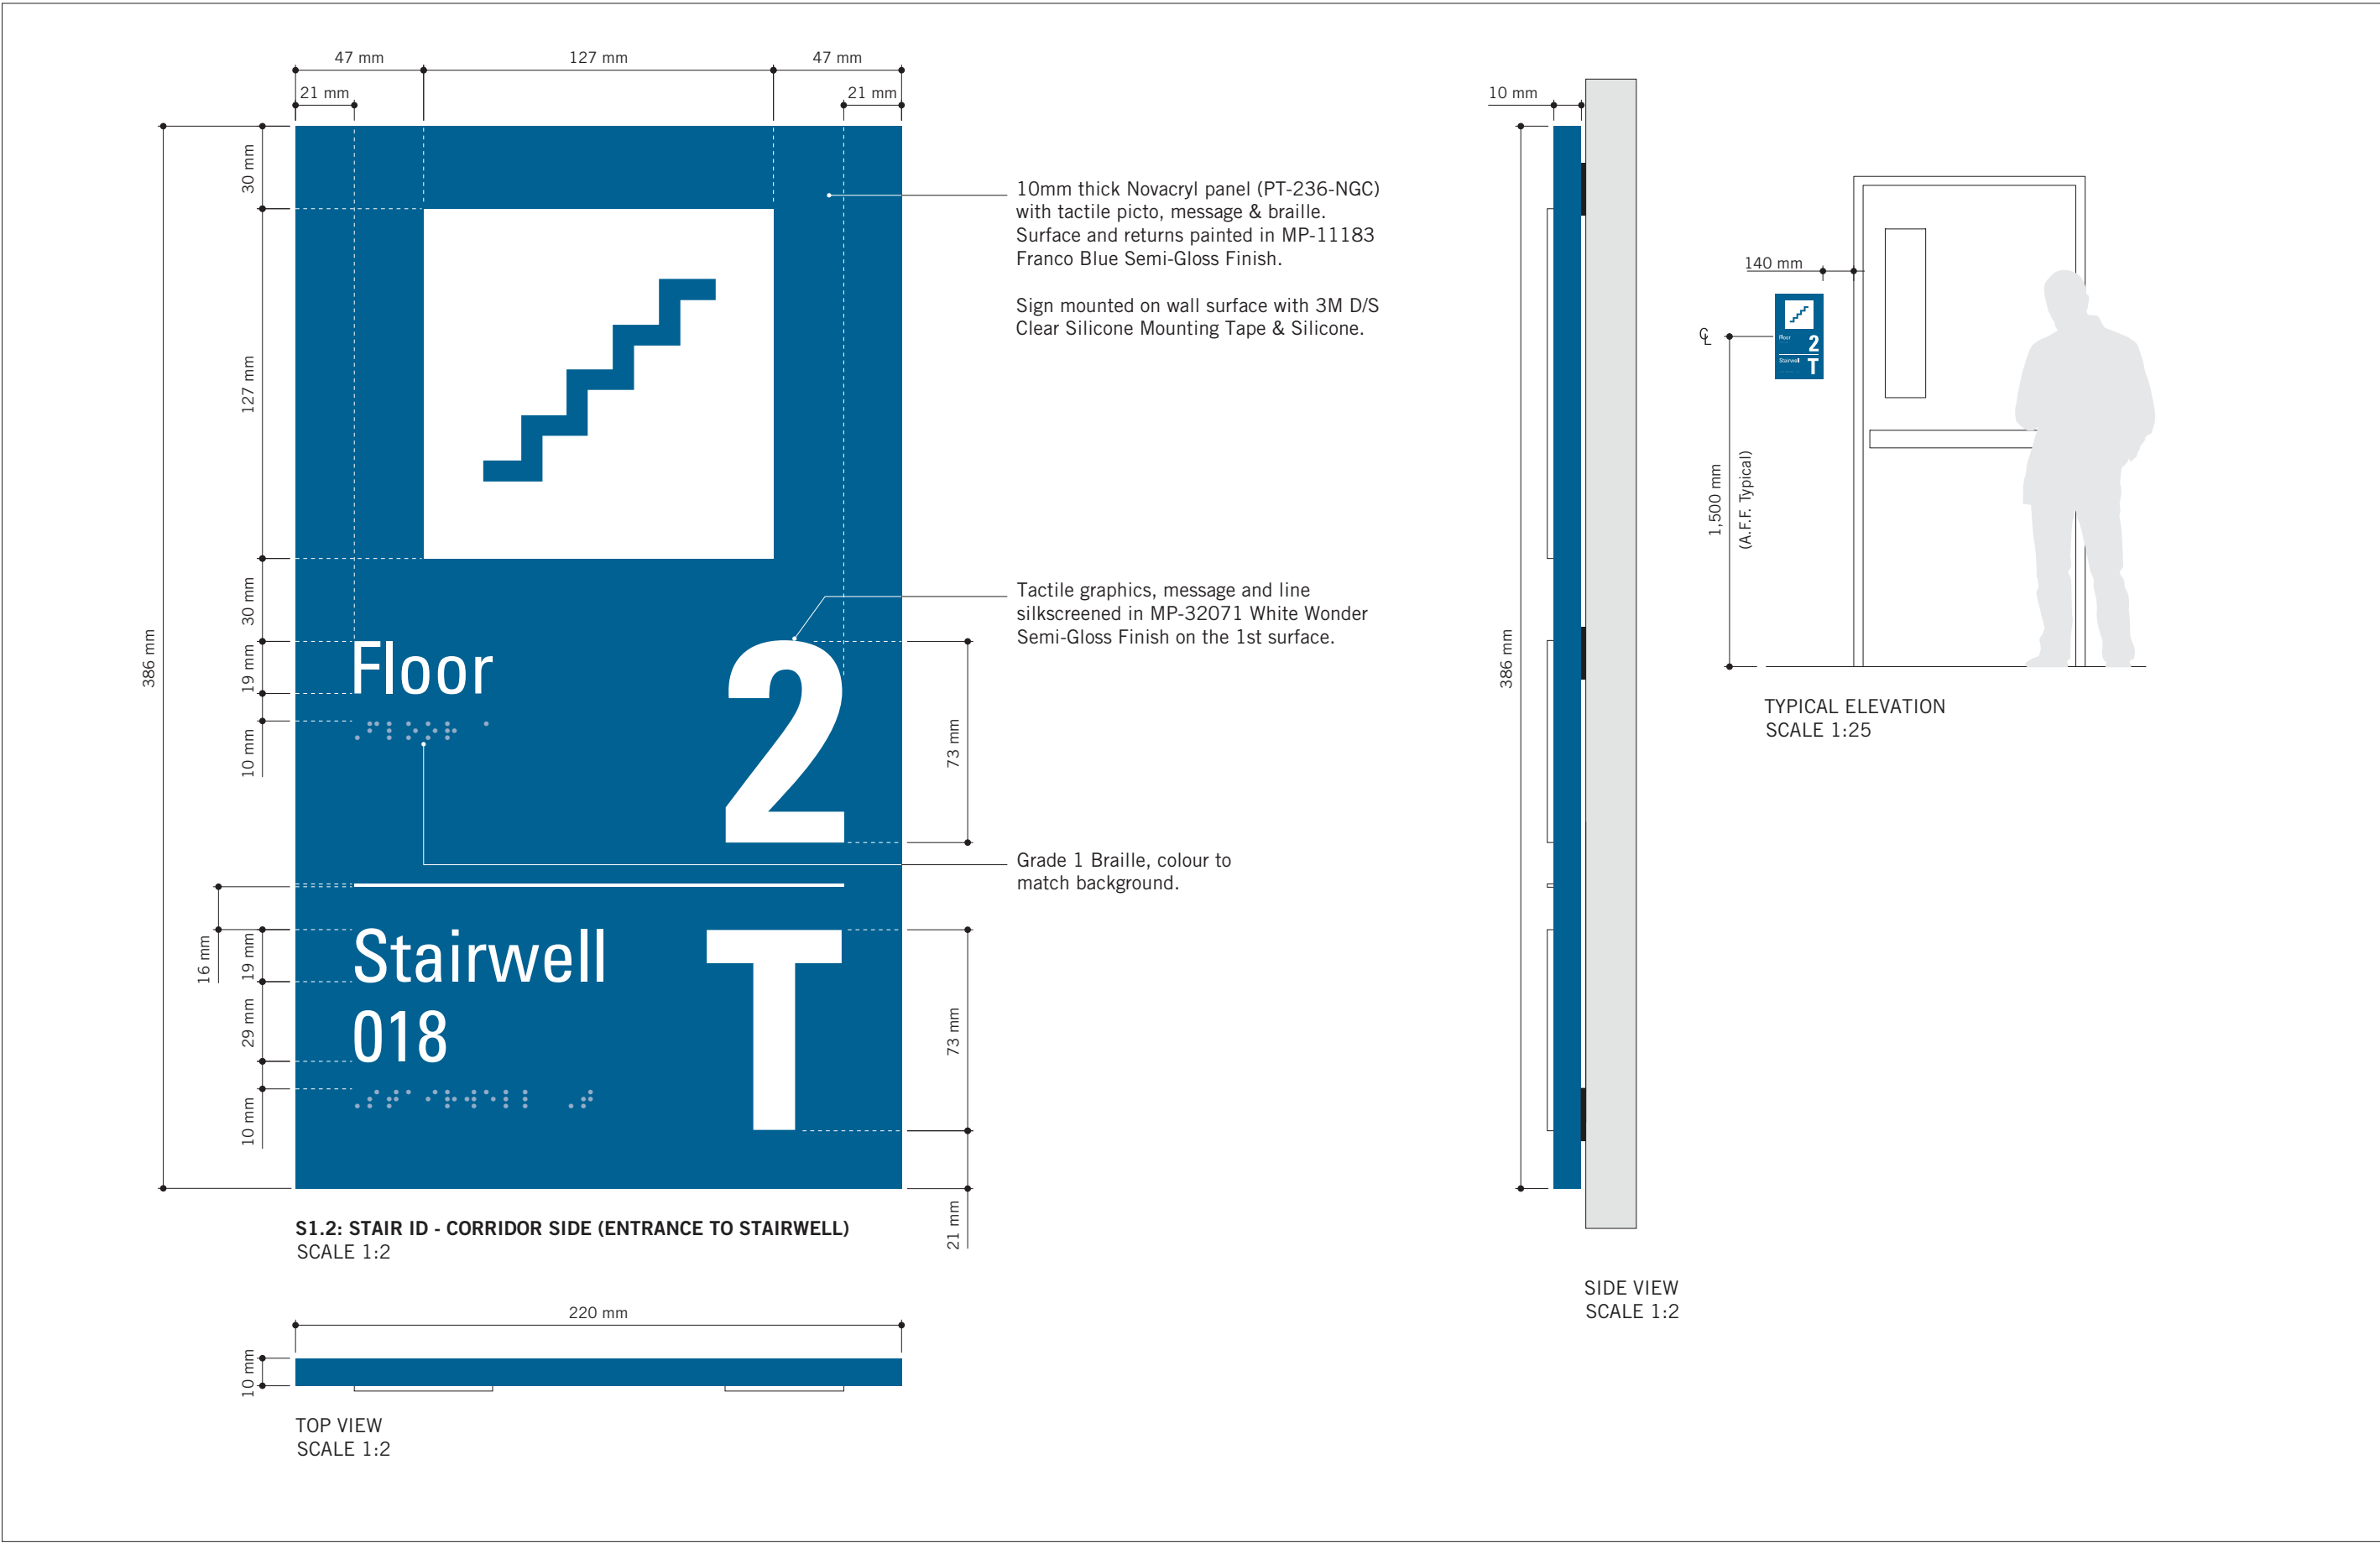 47 mm
127 mm
47 mm
21 mm
21 mm
30 mm
127 mm
30 mm
19 mm
10 mm
386 mm
16 mm
19 mm
29 mm
10 mm
Floor
2
Stairwell
018
T
73 mm
73 mm
21 mm
10mm thick Novacryl panel (PT-236-NGC)
with tactile picto, message & braille.
Surface and returns painted in MP-11183
Franco Blue Semi-Gloss Finish.
Sign mounted on wall surface with 3M D/S
Clear Silicone Mounting Tape & Silicone.
Tactile graphics, message and line
silkscreened in MP-32071 White Wonder
Semi-Gloss Finish on the 1st surface.
Grade 1 Braille, colour to
match background.
S1.2: STAIR ID - CORRIDOR SIDE (ENTRANCE TO STAIRWELL)
SCALE 1:2
220 mm
10 mm
TOP VIEW
SCALE 1:2
10 mm
386 mm
SIDE VIEW
SCALE 1:2
140 mm
℄
Floor
2
Stairwell
T
1,500 mm
(A.F.F. Typical)
TYPICAL ELEVATION
SCALE 1:25